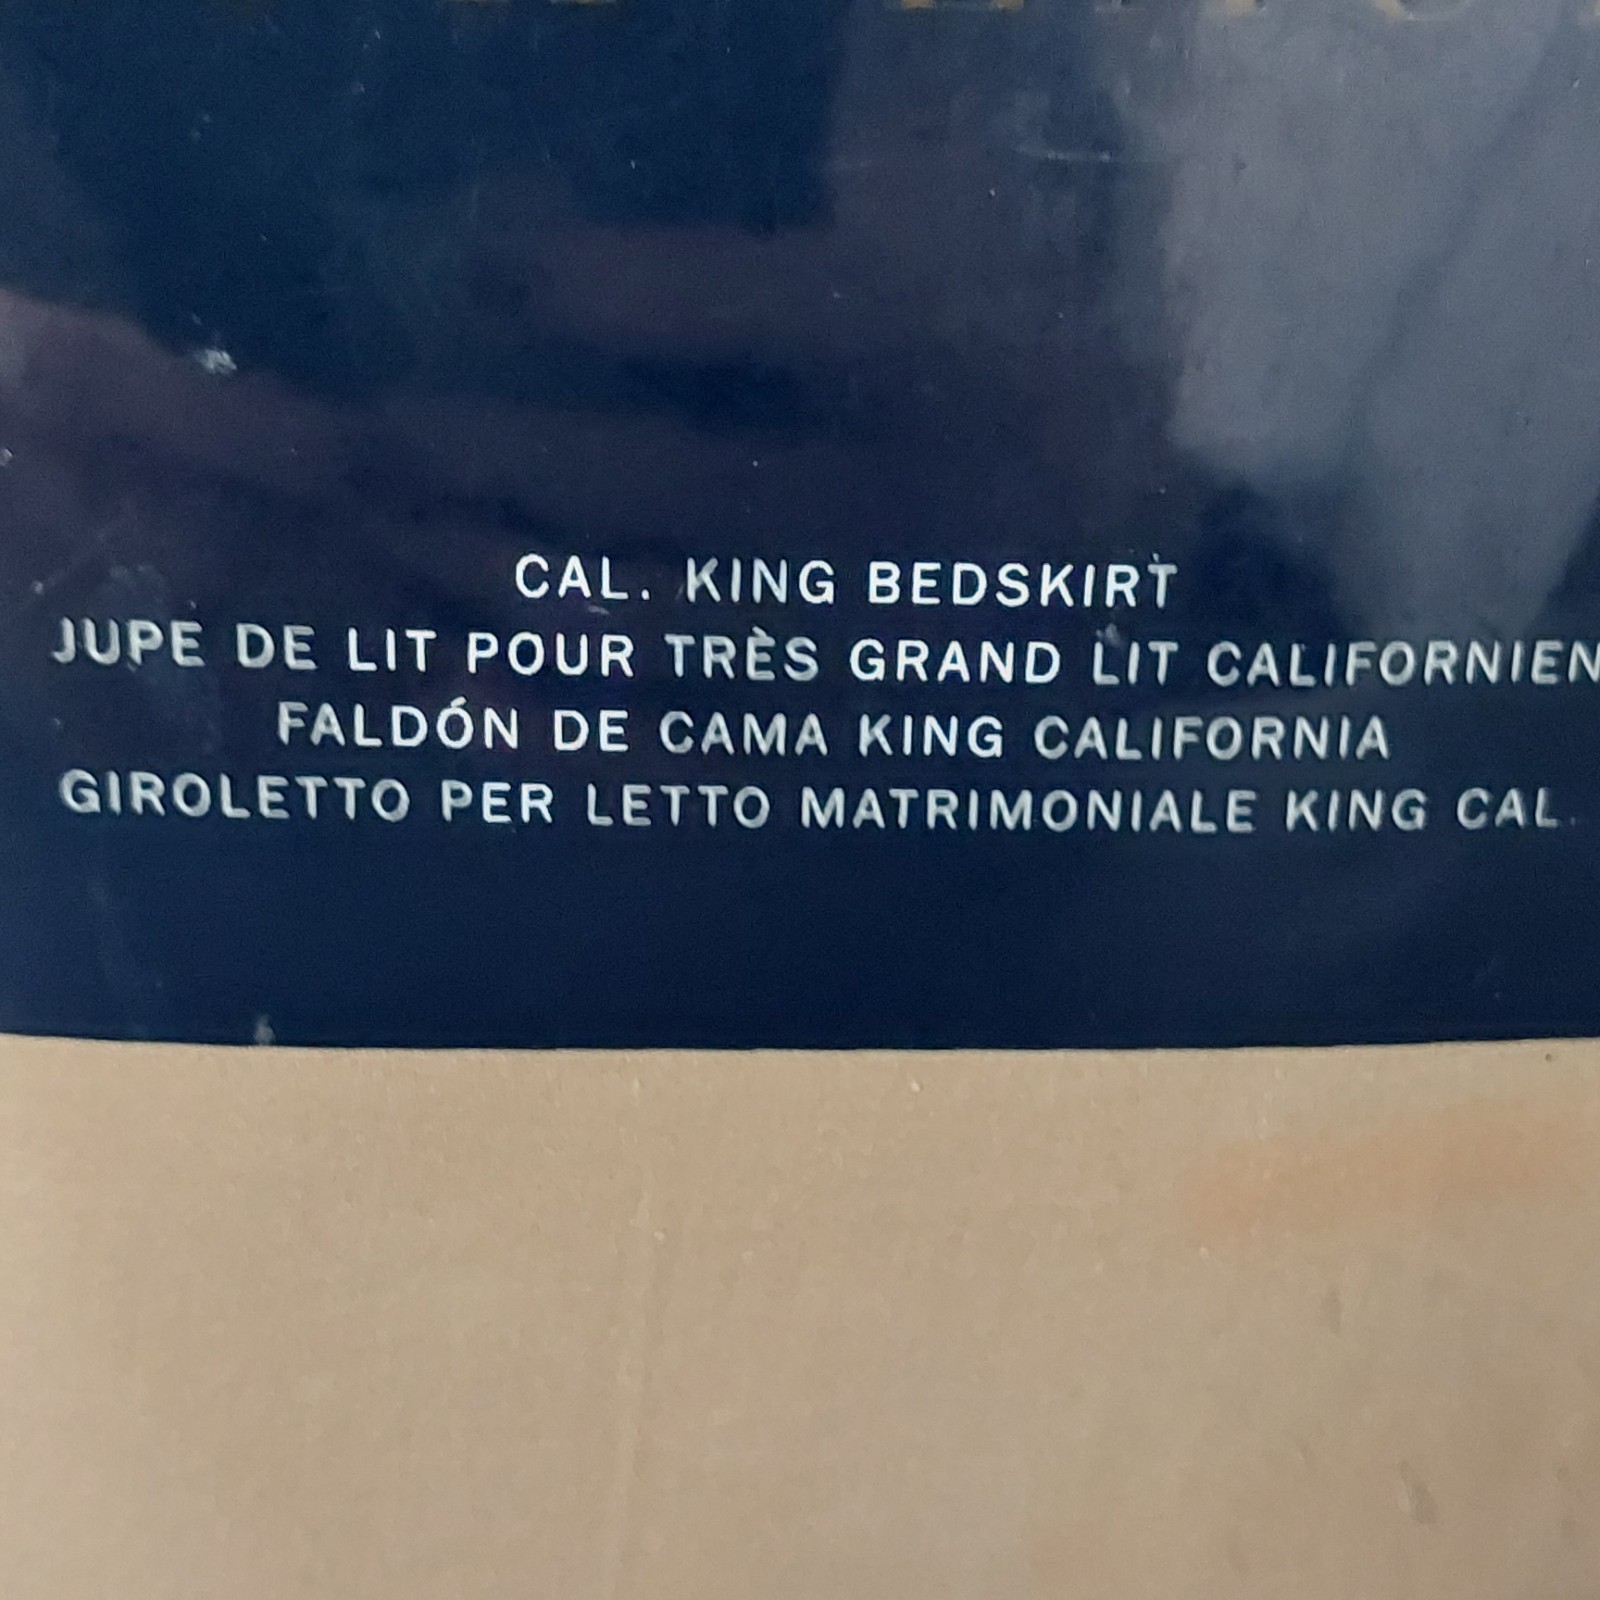 CAL. KING BEDSKIRT
JUPE DE LIT POUR TRÈS GRAND LIT CALIFORNIEN
FALDÓN DE CAMA KING CALIFORNIA
GIROLETTO PER LETTO MATRIMONIALE KING CAL.